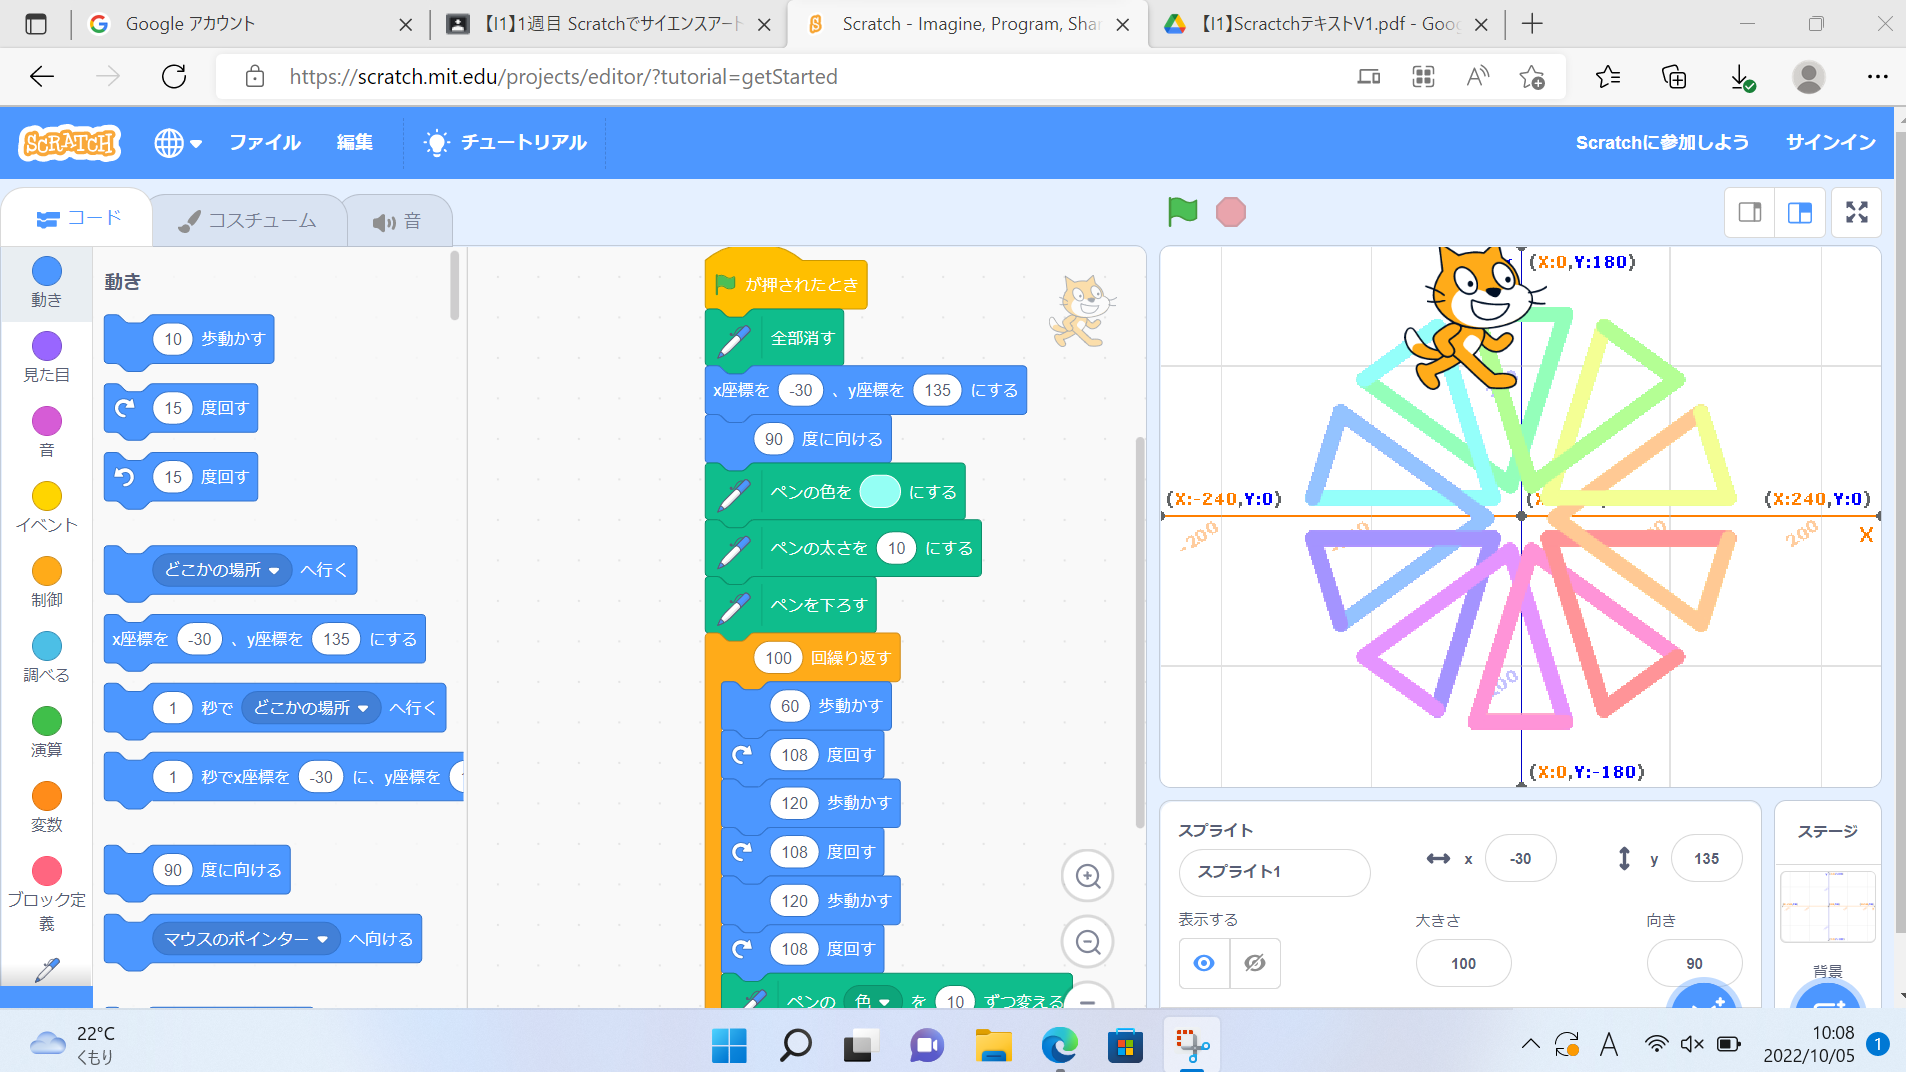 Google アカウント
【I1】1週目 Scratchでサイエンスアート
Scratch - Imagine, Program, Shar
【I1】ScractchテキストV1.pdf - Goog
https://scratch.mit.edu/projects/editor/?tutorial=getStarted
SCRATCH
ファイル
編集
チュートリアル
Scratchに参加しよう
サインイン
コード
コスチューム
音
動き
見た目
音
イベント
制御
調べる
演算
変数
ブロック定
義
動き
10 歩動かす
15 度回す
15 度回す
どこかの場所 へ行く
x座標を -30 、y座標を 135 にする
1 秒で どこかの場所 へ行く
1 秒でx座標を -30 に、y座標を
90 度に向ける
マウスのポインター へ向ける
が押されたとき
全部消す
x座標を -30 、y座標を 135 にする
90 度に向ける
ペンの色を にする
ペンの太さを 10 にする
ペンを下ろす
100 回繰り返す
60 歩動かす
108 度回す
120 歩動かす
108 度回す
120 歩動かす
108 度回す
ペンの 色 を 10 ずつ変える
(X:0,Y:180)
(X:-240,Y:0)
(X:240,Y:0)
-200
200
X
(X:0,Y:-180)
スプライト
スプライト1
x -30
y 135
表示する
大きさ
100
向き
90
ステージ
背景
22°C
くもり
A
10:08
2022/10/05
1